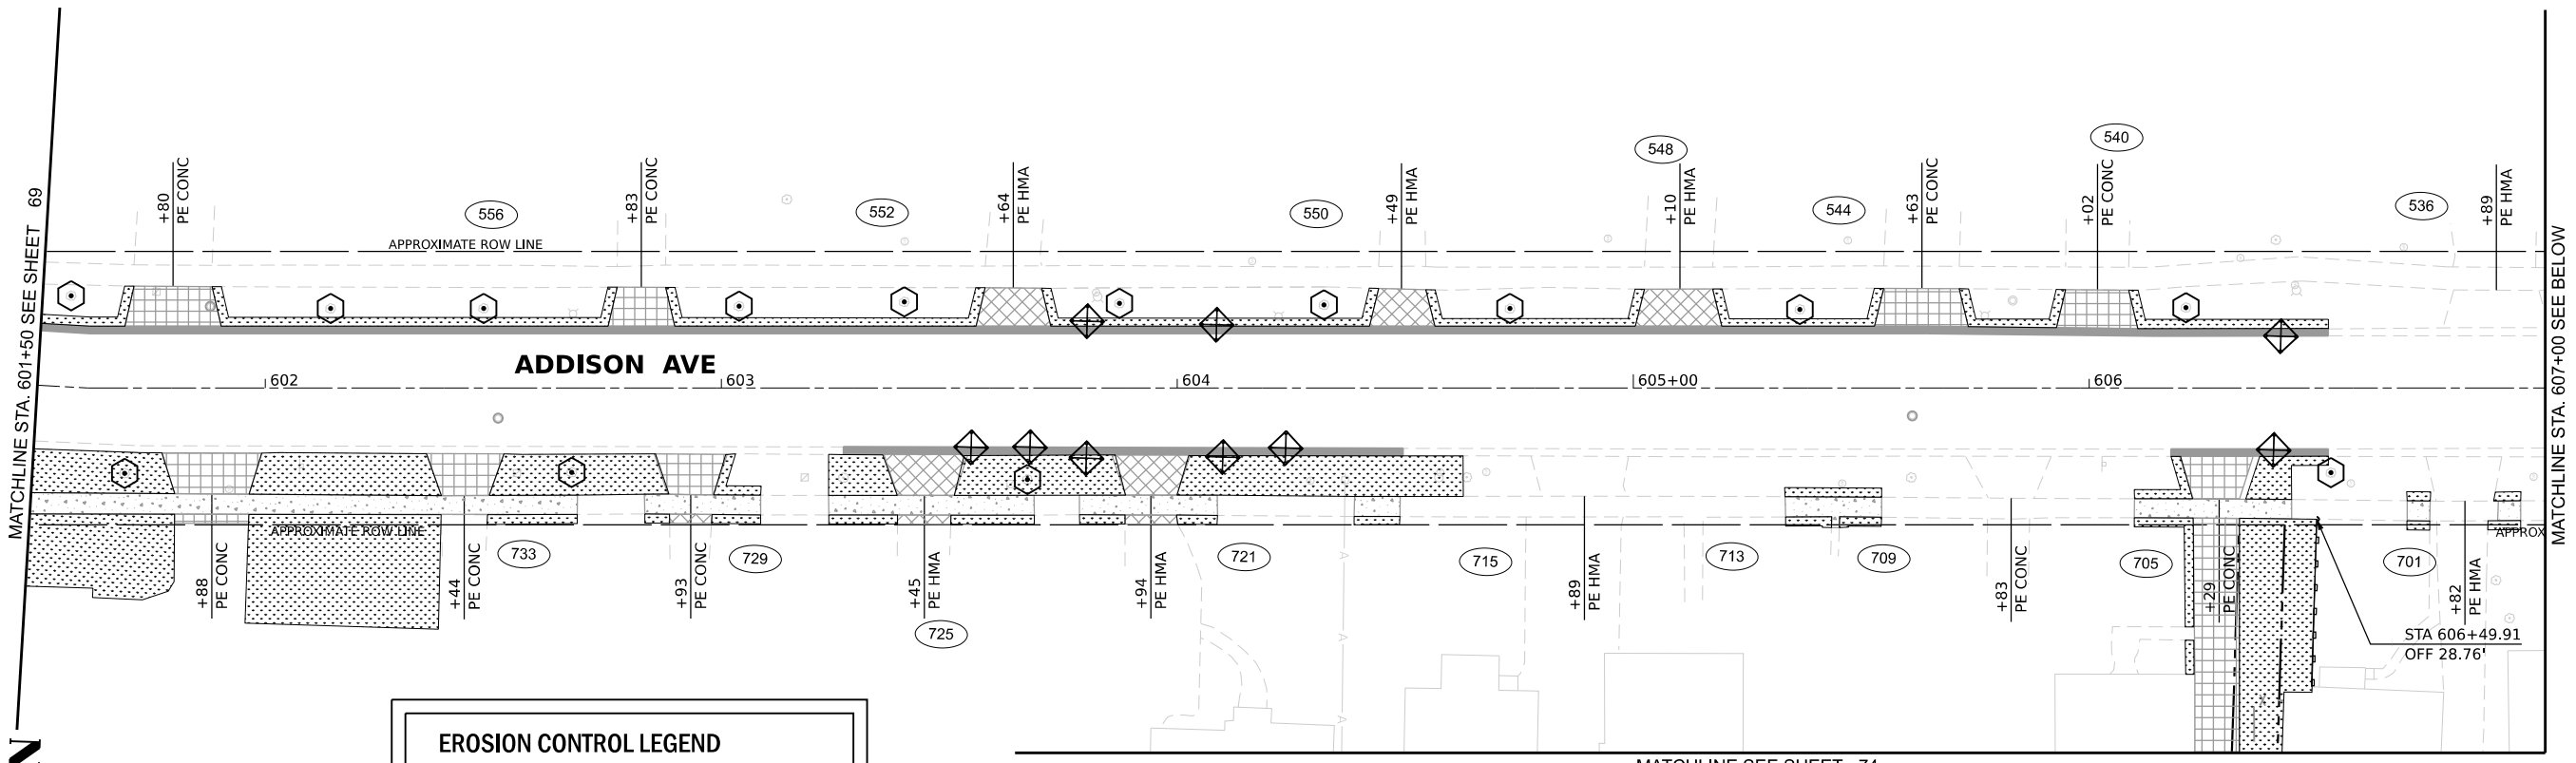 MATCHLINE STA. 601+50 SEE SHEET 69
+80
PE CONC
556
+83
PE CONC
552
+64
PE HMA
550
+49
PE HMA
548
+10
PE HMA
544
+63
PE CONC
540
+02
PE CONC
536
+89
PE HMA
MATCHLINE STA. 607+00 SEE BELOW
APPROXIMATE ROW LINE
ADDISON AVE
602
603
604
605+00
606
APPROXIMATE ROW LINE
APPROX
+88
PE CONC
+44
PE CONC
733
+93
PE CONC
729
+45
PE HMA
725
+94
PE HMA
721
715
+89
PE HMA
713
709
+83
PE CONC
705
+29
PE CONC
701
+82
PE HMA
STA 606+49.91
OFF 28.76'
A
A
A
N
EROSION CONTROL LEGEND
MATCHLINE SEE SHEET 74